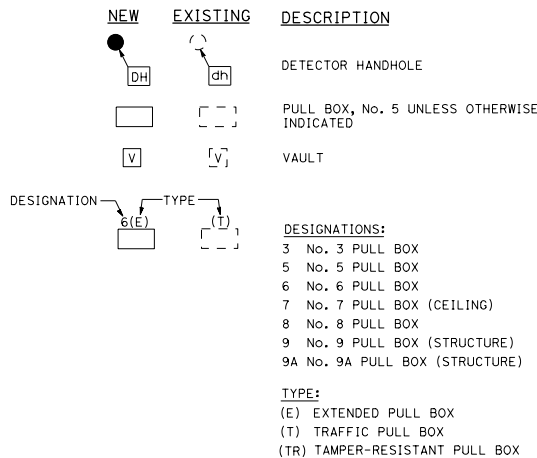 NEW EXISTING DESCRIPTION
DH dh DETECTOR HANDHOLE
PULL BOX, No. 5 UNLESS OTHERWISE
INDICATED
V V VAULT
DESIGNATION TYPE
6(E) (T)
DESIGNATIONS:
3 No. 3 PULL BOX
5 No. 5 PULL BOX
6 No. 6 PULL BOX
7 No. 7 PULL BOX (CEILING)
8 No. 8 PULL BOX
9 No. 9 PULL BOX (STRUCTURE)
9A No. 9A PULL BOX (STRUCTURE)
TYPE:
(E) EXTENDED PULL BOX
(T) TRAFFIC PULL BOX
(TR) TAMPER-RESISTANT PULL BOX